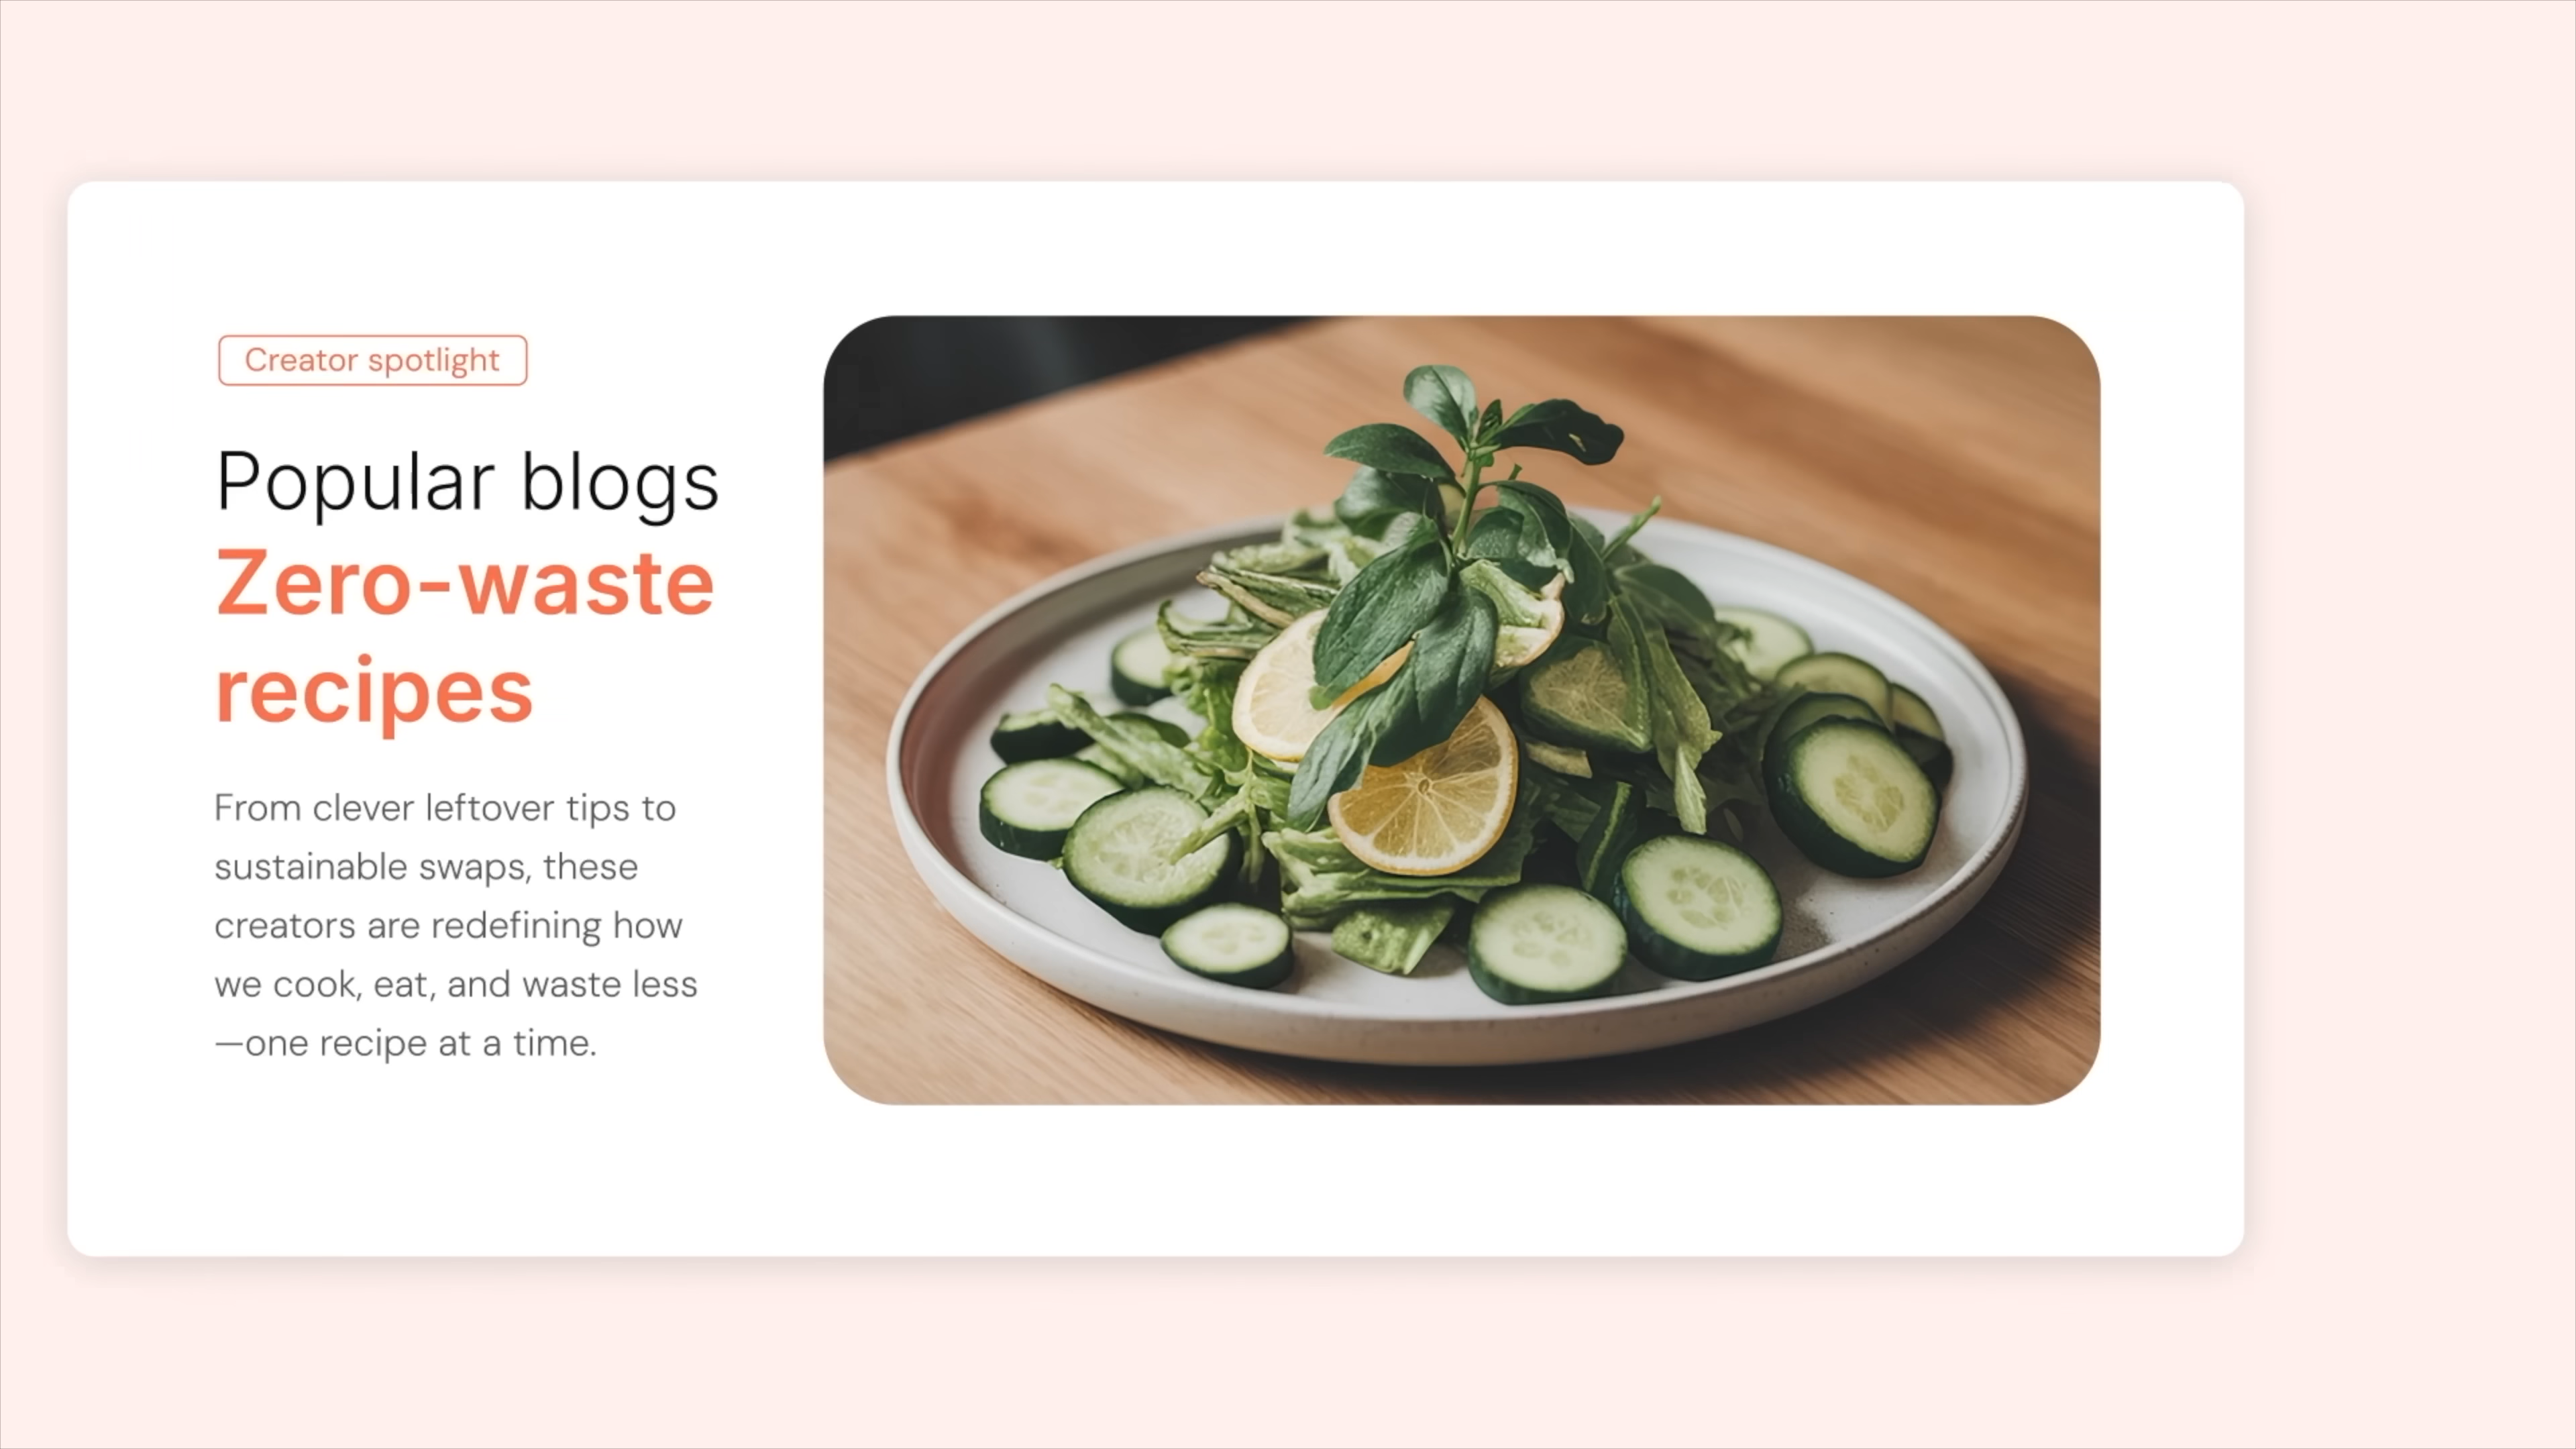 Creator spotlight
Popular blogs
Zero-waste
recipes
From clever leftover tips to
sustainable swaps, these
creators are redefining how
we cook, eat, and waste less
—one recipe at a time.